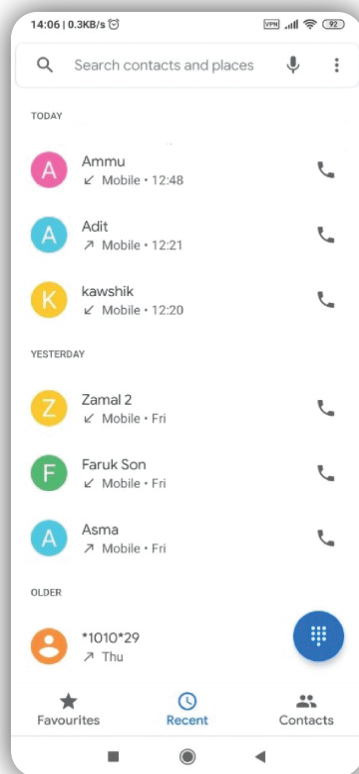 14:06 | 0.3KB/s VPN 92
Search contacts and places
TODAY
A Ammu
Mobile • 12:48
A Adit
Mobile • 12:21
K kawshik
Mobile • 12:20
YESTERDAY
Z Zamal 2
Mobile • Fri
F Faruk Son
Mobile • Fri
A Asma
Mobile • Fri
OLDER
*1010*29
Thu
Favourites Recent Contacts